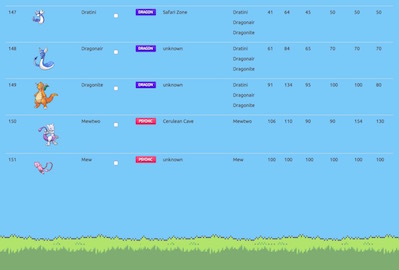 147 Dratini DRAGON Safari Zone Dratini 41 64 45 50 50 50
Dragonair
Dragonite
148 Dragonair DRAGON unknown Dratini 61 84 65 70 70 70
Dragonair
Dragonite
149 Dragonite DRAGON unknown Dratini 91 134 95 100 100 80
Dragonair
Dragonite
150 Mewtwo PSYCHIC Cerulean Cave Mewtwo 106 110 90 90 154 130
151 Mew PSYCHIC unknown Mew 100 100 100 100 100 100